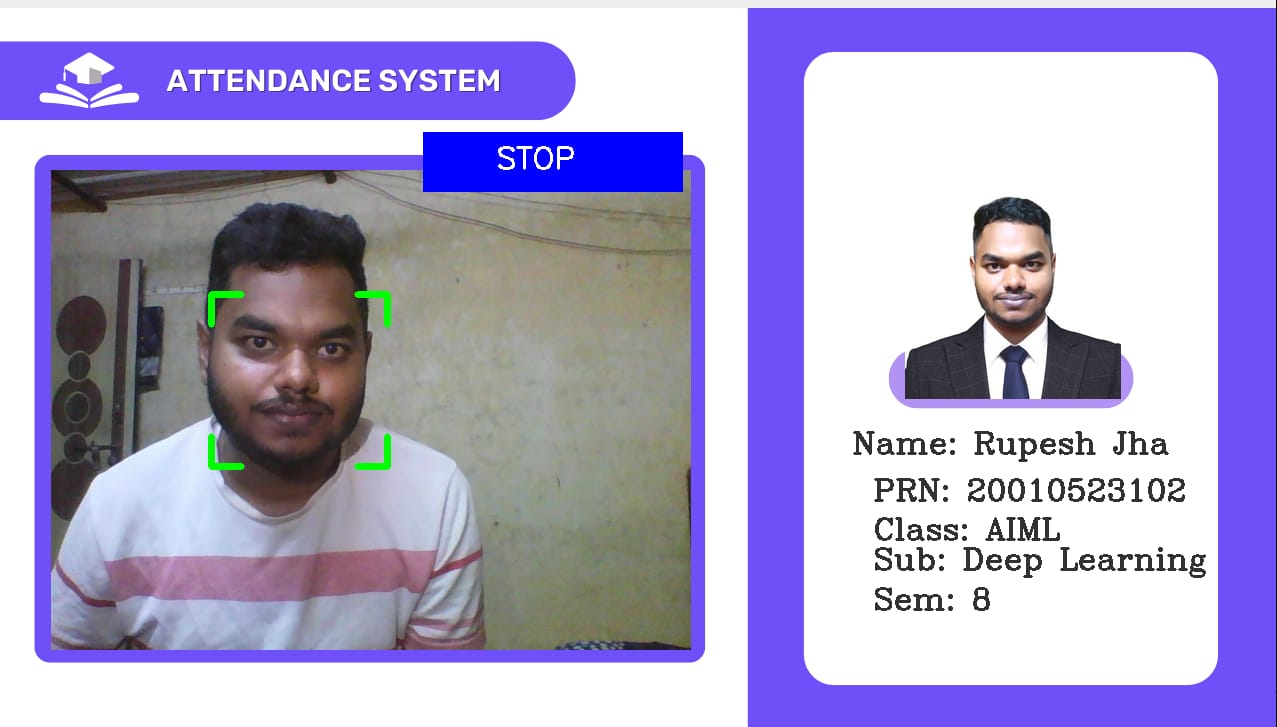 ATTENDANCE SYSTEM
STOP
Name: Rupesh Jha
PRN: 20010523102
Class: AIML
Sub: Deep Learning
Sem: 8